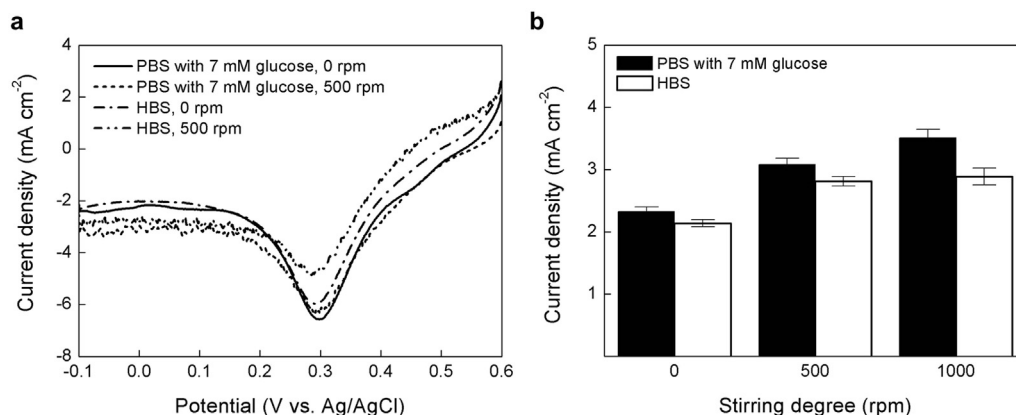 a
4
2
0
-2
-4
-6
-8
-0.1
0.0
0.1
0.2
0.3
0.4
0.5
0.6
Current density (mA cm⁻²)
Potential (V vs. Ag/AgCl)
PBS with 7 mM glucose, 0 rpm
PBS with 7 mM glucose, 500 rpm
HBS, 0 rpm
HBS, 500 rpm
b
5
4
3
2
1
0
500
1000
Current density (mA cm⁻²)
Stirring degree (rpm)
PBS with 7 mM glucose
HBS